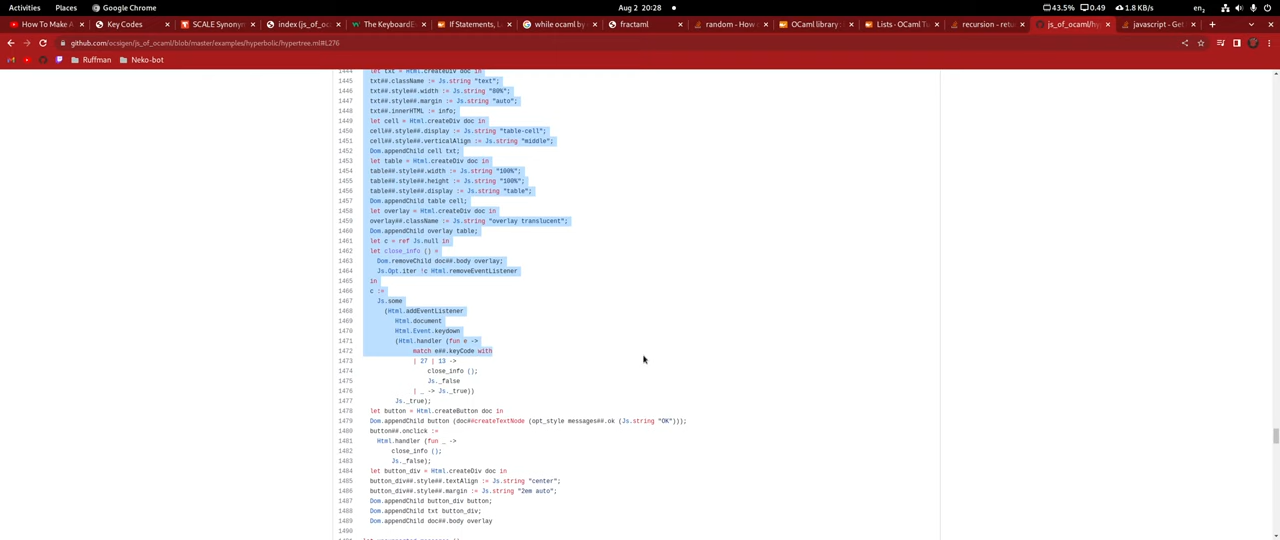 Activities Places Google Chrome Aug 2 20:28 43.5% 0.49 1.8 KB/s en₂
How To Make A Key Codes SCALE Synonym index (js_of_oc The KeyboardE If Statements, L while ocaml by fractaml random - How OCaml library : Lists - OCaml Tu recursion - retu js_of_ocaml/hy javascript - Get
github.com/ocsigen/js_of_ocaml/blob/master/examples/hyperbolic/hypertree.ml#L276
Ruffman Neko-bot
1444 let txt = Html.createDiv doc in
1445 txt##.className := Js.string "text";
1446 txt##.style##.width := Js.string "80%";
1447 txt##.style##.margin := Js.string "auto";
1448 txt##.innerHTML := info;
1449 let cell = Html.createDiv doc in
1450 cell##.style##.display := Js.string "table-cell";
1451 cell##.style##.verticalAlign := Js.string "middle";
1452 Dom.appendChild cell txt;
1453 let table = Html.createDiv doc in
1454 table##.style##.width := Js.string "100%";
1455 table##.style##.height := Js.string "100%";
1456 table##.style##.display := Js.string "table";
1457 Dom.appendChild table cell;
1458 let overlay = Html.createDiv doc in
1459 overlay##.className := Js.string "overlay translucent";
1460 Dom.appendChild overlay table;
1461 let c = ref Js.null in
1462 let close_info () =
1463 Dom.removeChild doc##.body overlay;
1464 Js.Opt.iter !c Html.removeEventListener
1465 in
1466 c :=
1467 Js.some
1468 (Html.addEventListener
1469 Html.document
1470 Html.Event.keydown
1471 (Html.handler (fun e ->
1472 match e##.keyCode with
1473 | 27 | 13 ->
1474 close_info ();
1475 Js._false
1476 | _ -> Js._true))
1477 Js._true);
1478 let button = Html.createButton doc in
1479 Dom.appendChild button (doc##createTextNode (opt_style messages##.ok (Js.string "OK")));
1480 button##.onclick :=
1481 Html.handler (fun _ ->
1482 close_info ();
1483 Js._false);
1484 let button_div = Html.createDiv doc in
1485 button_div##.style##.textAlign := Js.string "center";
1486 button_div##.style##.margin := Js.string "2em auto";
1487 Dom.appendChild button_div button;
1488 Dom.appendChild txt button_div;
1489 Dom.appendChild doc##.body overlay
1490